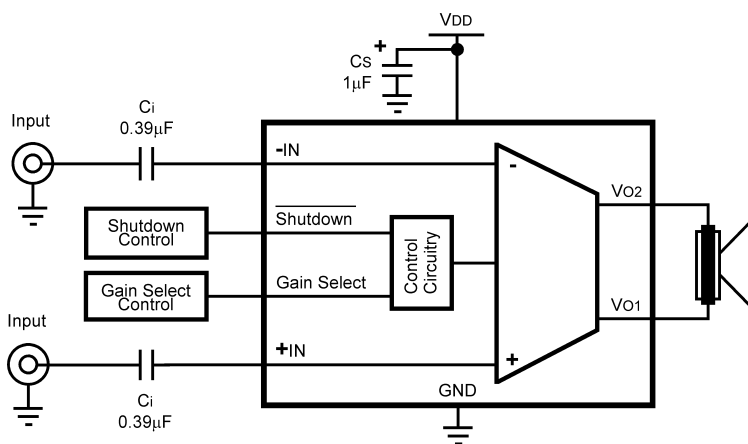 VDD
+
Cs
1µF
Ci
0.39µF
Input
-IN
-
Shutdown
Shutdown
Control
Control
Circuitry
VO2
Gain Select
Gain Select
Control
VO1
Input
+IN
+
Ci
0.39µF
GND